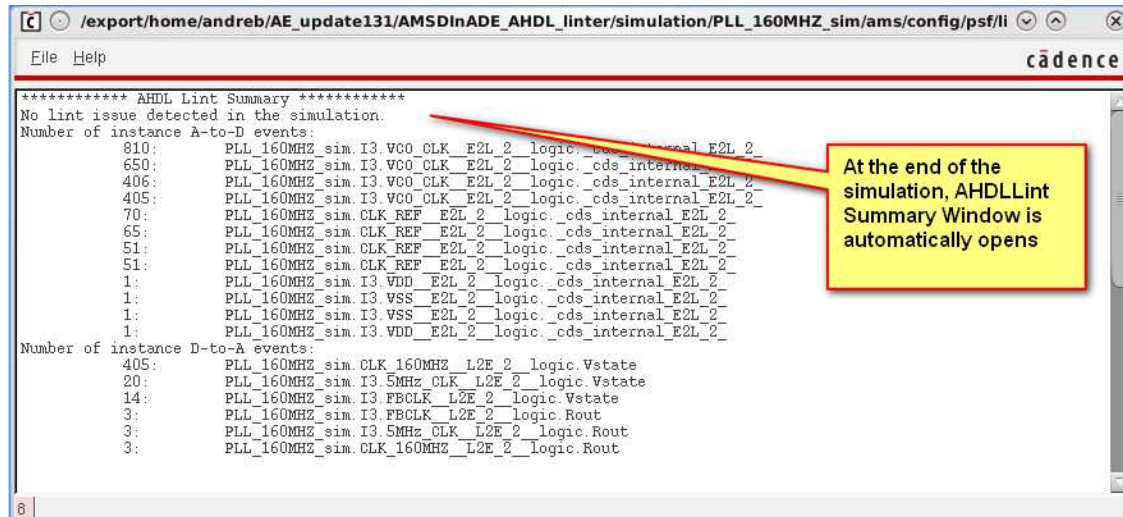 /export/home/andreb/AE_update131/AMSDInADE_AHDL_linter/simulation/PLL_160MHZ_sim/ams/config/psf/li
File Help
cādence
************ AHDL Lint Summary ************
No lint issue detected in the simulation.
Number of instance A-to-D events:
810: PLL_160MHZ_sim.I3.VCO_CLK__E2L_2__logic._cds_internal_E2L_2_
650: PLL_160MHZ_sim.I3.VCO_CLK__E2L_2__logic._cds_internal_E2L_2_
406: PLL_160MHZ_sim.I3.VCO_CLK__E2L_2__logic._cds_internal_E2L_2_
405: PLL_160MHZ_sim.I3.VCO_CLK__E2L_2__logic._cds_internal_E2L_2_
70: PLL_160MHZ_sim.CLK_REF__E2L_2__logic._cds_internal_E2L_2_
65: PLL_160MHZ_sim.CLK_REF__E2L_2__logic._cds_internal_E2L_2_
51: PLL_160MHZ_sim.CLK_REF__E2L_2__logic._cds_internal_E2L_2_
51: PLL_160MHZ_sim.CLK_REF__E2L_2__logic._cds_internal_E2L_2_
1: PLL_160MHZ_sim.I3.VDD__E2L_2__logic._cds_internal_E2L_2_
1: PLL_160MHZ_sim.I3.VSS__E2L_2__logic._cds_internal_E2L_2_
1: PLL_160MHZ_sim.I3.VSS__E2L_2__logic._cds_internal_E2L_2_
1: PLL_160MHZ_sim.I3.VDD__E2L_2__logic._cds_internal_E2L_2_
Number of instance D-to-A events:
405: PLL_160MHZ_sim.CLK_160MHZ__L2E_2__logic.Vstate
20: PLL_160MHZ_sim.I3.5MHz_CLK__L2E_2__logic.Vstate
14: PLL_160MHZ_sim.I3.FBCLK__L2E_2__logic.Vstate
3: PLL_160MHZ_sim.I3.FBCLK__L2E_2__logic.Rout
3: PLL_160MHZ_sim.I3.5MHz_CLK__L2E_2__logic.Rout
3: PLL_160MHZ_sim.CLK_160MHZ__L2E_2__logic.Rout
At the end of the
simulation, AHDLLint
Summary Window is
automatically opens
8